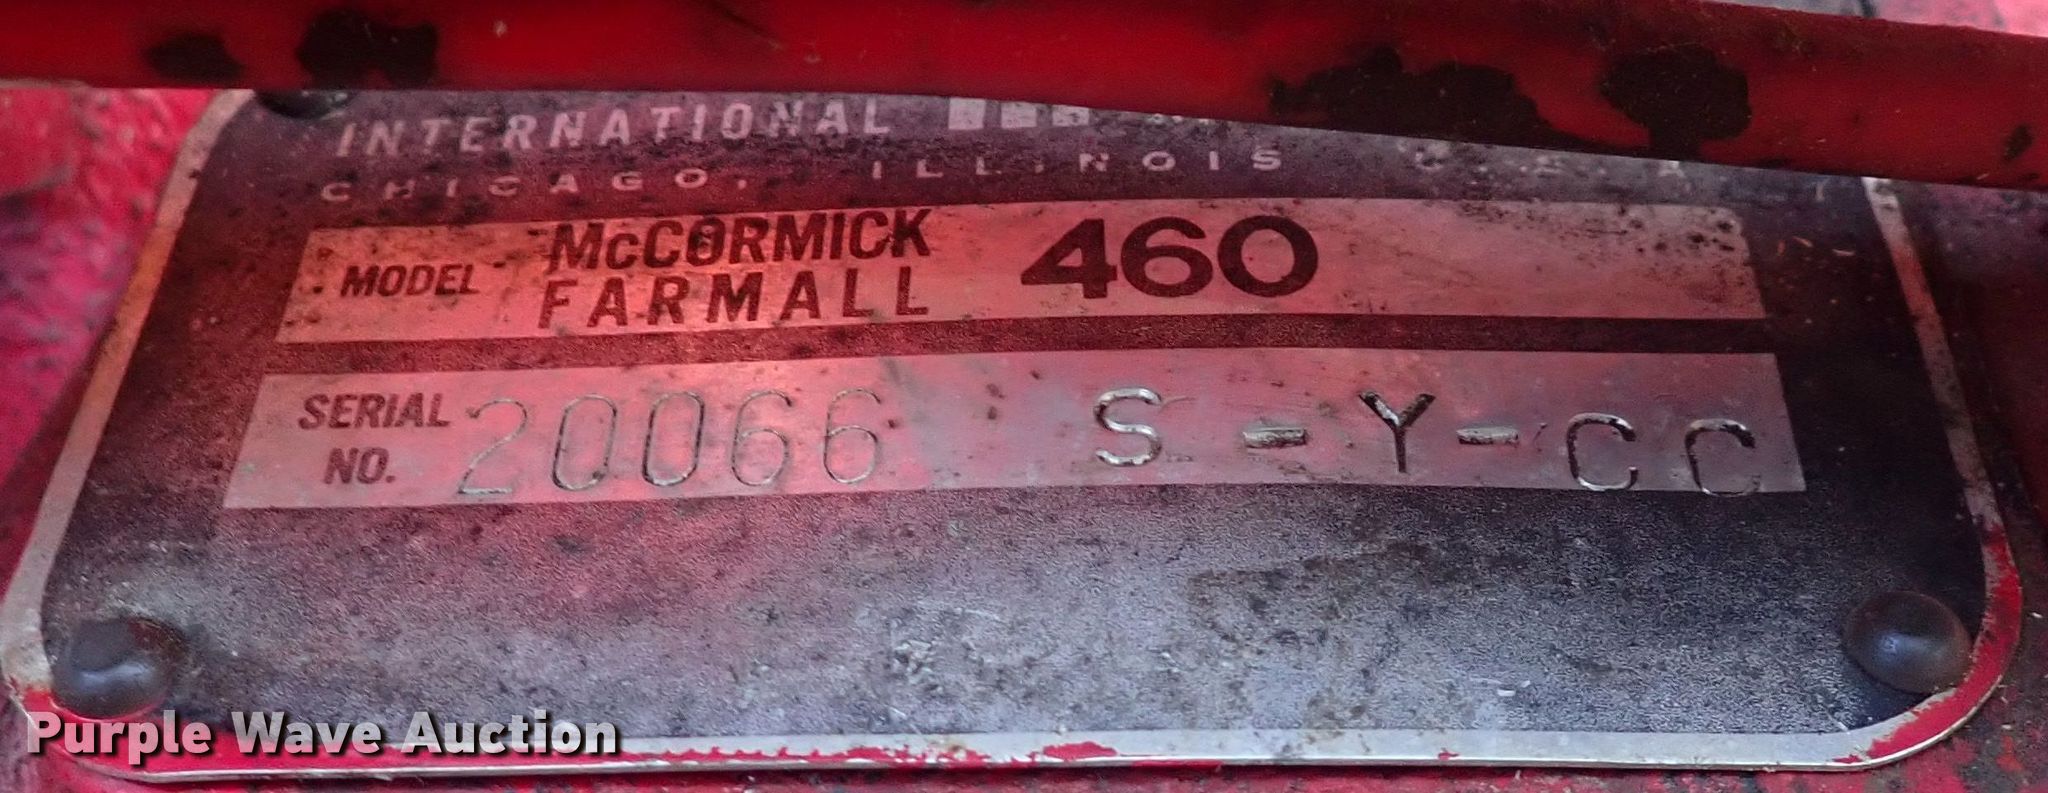 INTERNATIONAL
CHICAGO, ILLINOIS U.S.A.
MODEL McCORMICK FARMALL 460
SERIAL NO. 20066 S-Y-CC
Purple Wave Auction